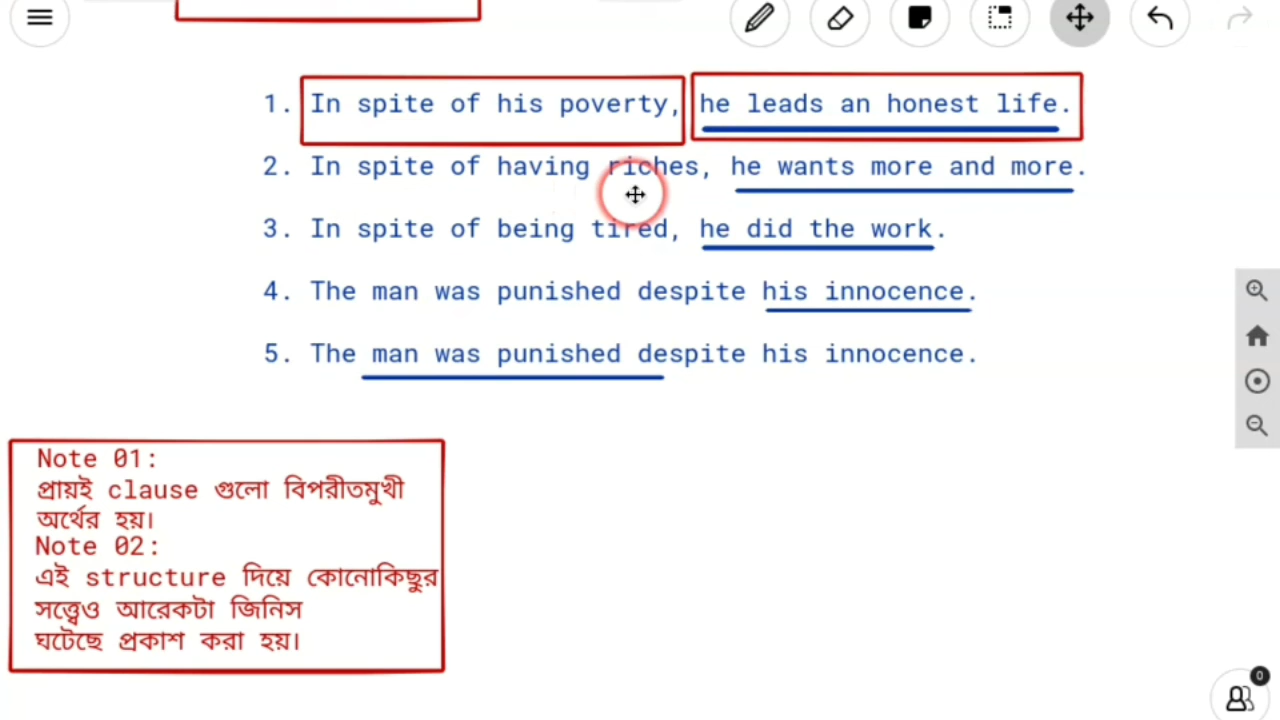 1. In spite of his poverty, he leads an honest life.
2. In spite of having riches, he wants more and more.
3. In spite of being tired, he did the work.
4. The man was punished despite his innocence.
5. The man was punished despite his innocence.
Note 01:
প্রায়ই clause গুলো বিপরীতমুখী
অর্থের হয়।
Note 02:
এই structure দিয়ে কোনোকিছুর
সত্ত্বেও আরেকটা জিনিস
ঘটেছে প্রকাশ করা হয়।
0